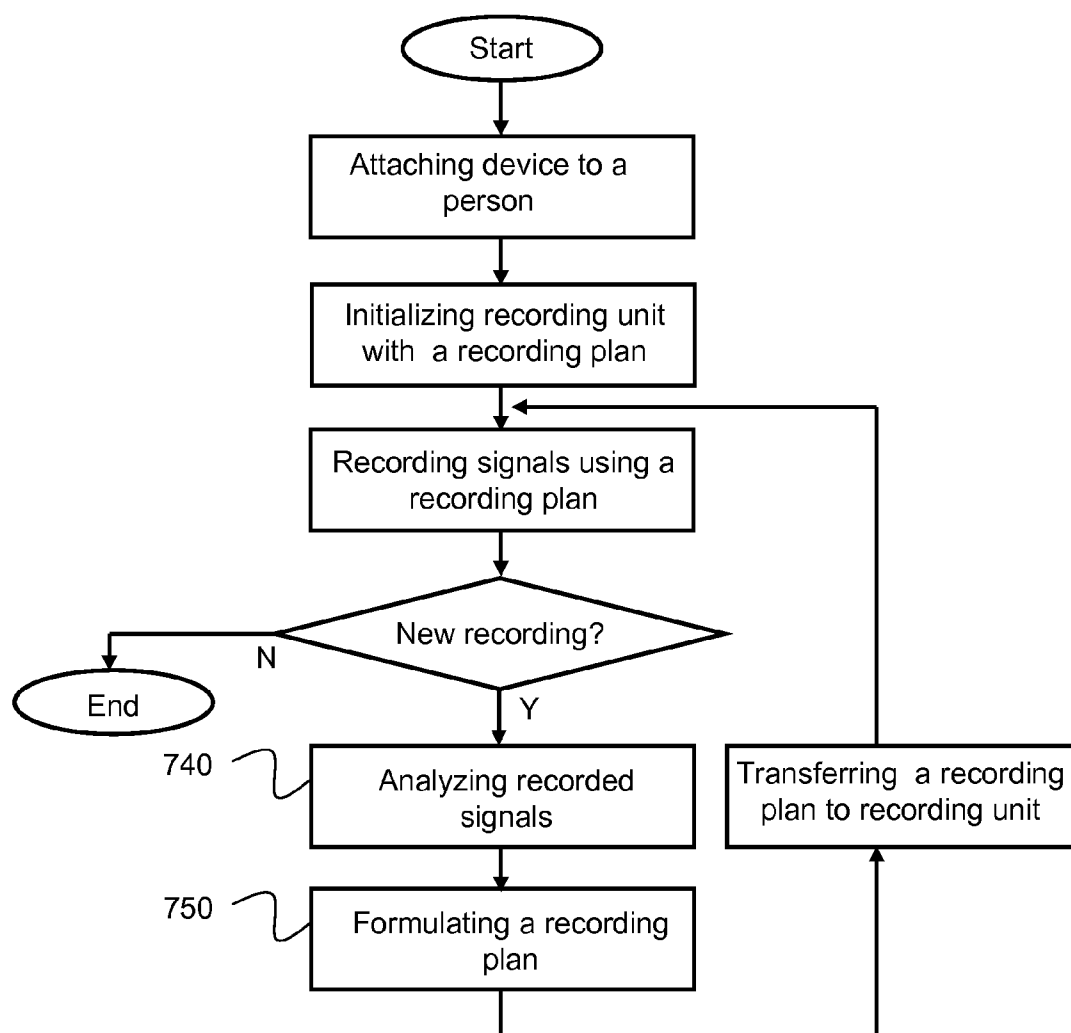 Start
Attaching device to a
person
Initializing recording unit
with a recording plan
Recording signals using a
recording plan
New recording?
N
End
Y
740
Analyzing recorded
signals
Transferring a recording
plan to recording unit
750
Formulating a recording
plan